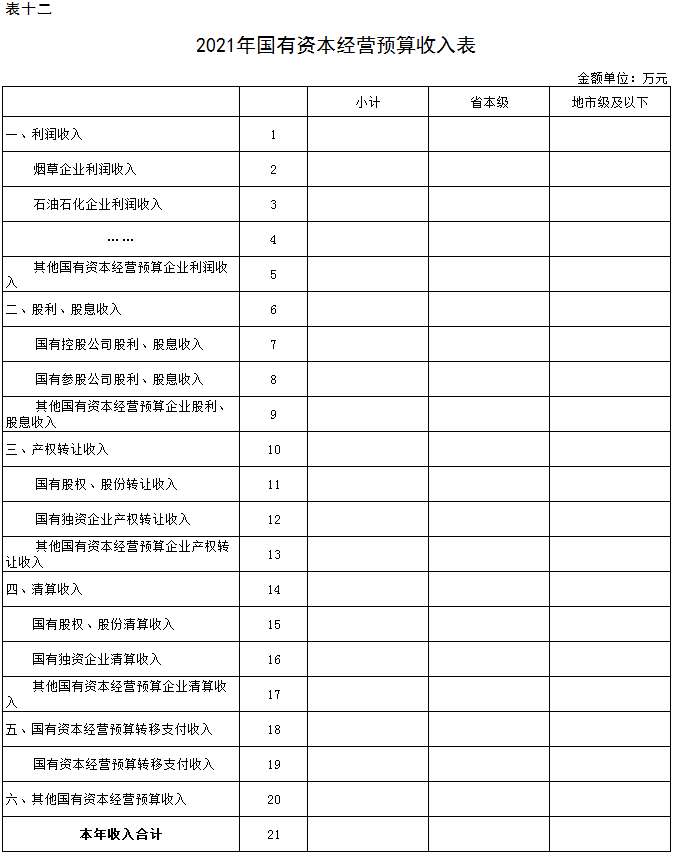 表十二
2021年国有资本经营预算收入表
金额单位：万元
小计 省本级 地市级及以下
一、利润收入 1
烟草企业利润收入 2
石油石化企业利润收入 3
…… 4
其他国有资本经营预算企业利润收
入 5
二、股利、股息收入 6
国有控股公司股利、股息收入 7
国有参股公司股利、股息收入 8
其他国有资本经营预算企业股利、
股息收入 9
三、产权转让收入 10
国有股权、股份转让收入 11
国有独资企业产权转让收入 12
其他国有资本经营预算企业产权转
让收入 13
四、清算收入 14
国有股权、股份清算收入 15
国有独资企业清算收入 16
其他国有资本经营预算企业清算收
入 17
五、国有资本经营预算转移支付收入 18
国有资本经营预算转移支付收入 19
六、其他国有资本经营预算收入 20
本年收入合计 21